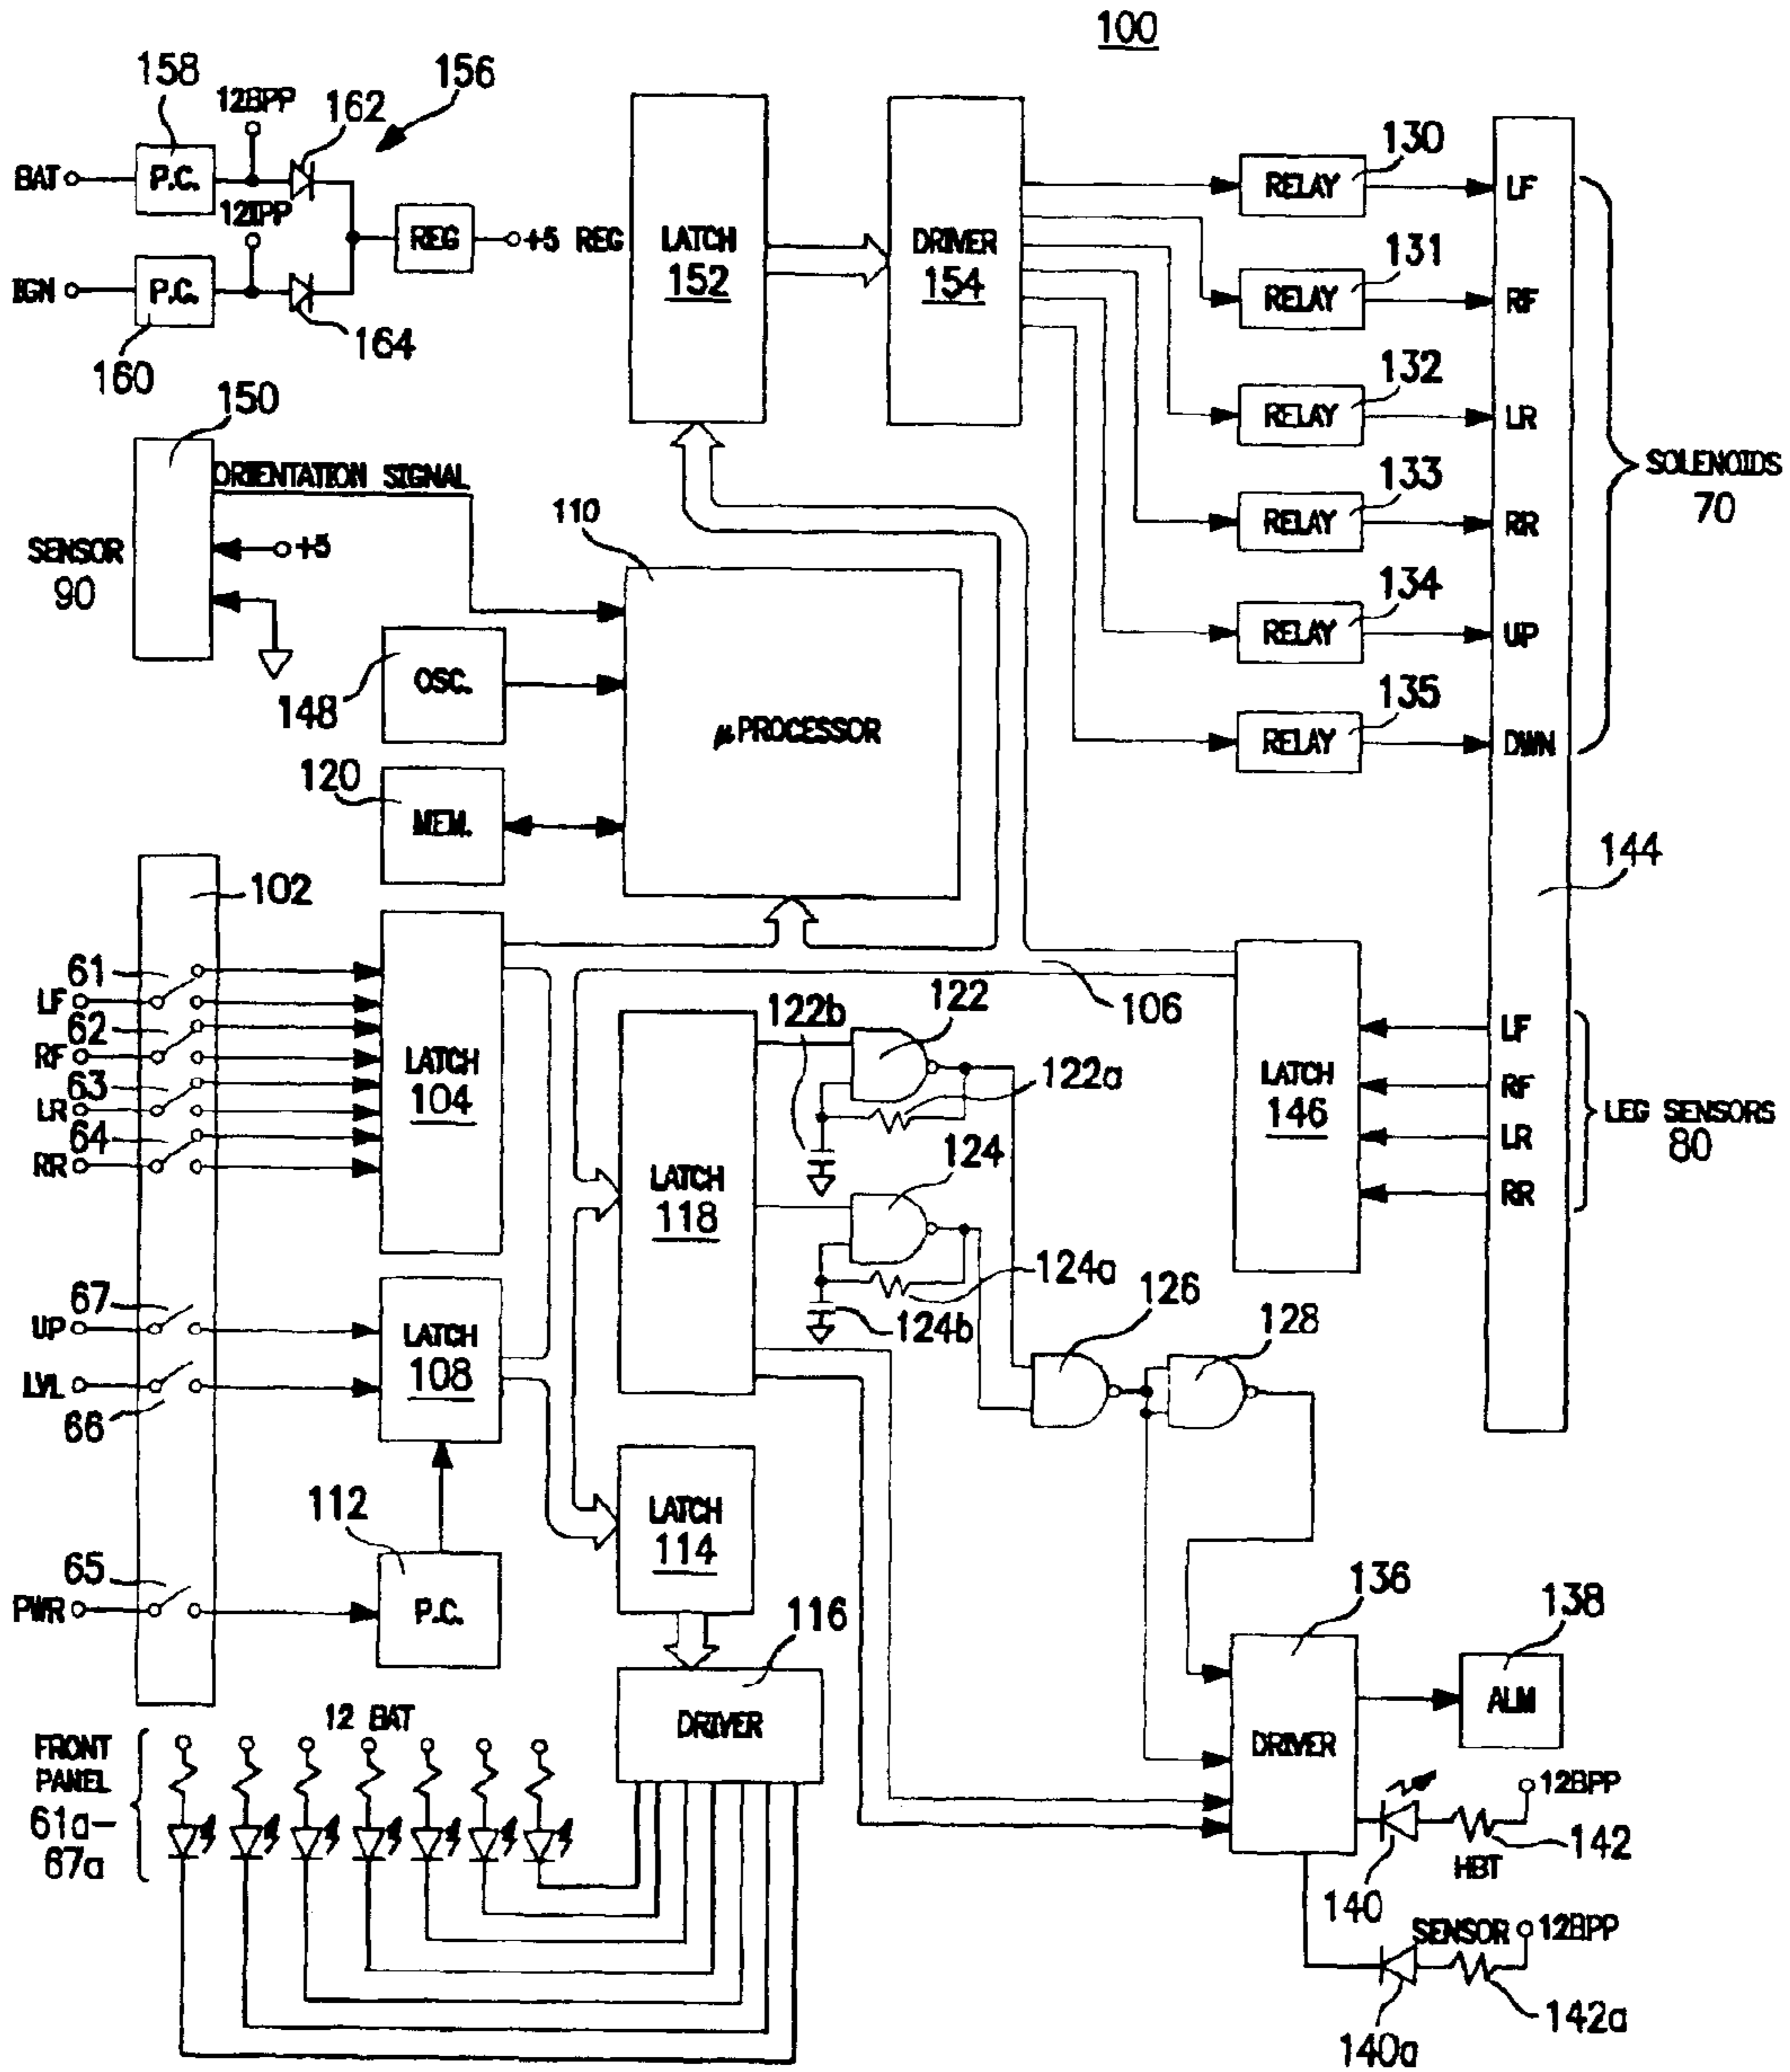 100
158
12BPP
162
156
BAT
P.C.
12IPP
REG
+5 REG
IGN
P.C.
160
164
LATCH
152
DRIVER
154
RELAY
130
LF
RELAY
131
RF
RELAY
132
LR
RELAY
133
RR
RELAY
134
UP
RELAY
135
DWN
SOLENOIDS
70
150
ORIENTATION SIGNAL
SENSOR
90
+5
110
OSC.
148
μPROCESSOR
120
MEM.
144
102
61
LF
62
RF
63
LR
64
RR
LATCH
104
106
122b
122
122a
LATCH
118
124
124a
124b
LATCH
146
LF
RF
LR
RR
LEG SENSORS
80
67
UP
LVL
66
LATCH
108
126
128
112
LATCH
114
65
PWR
P.C.
116
DRIVER
136
138
DRIVER
ALM
12 BAT
FRONT
PANEL
61a-
67a
12BPP
142
HBT
140
SENSOR
12BPP
142a
140a